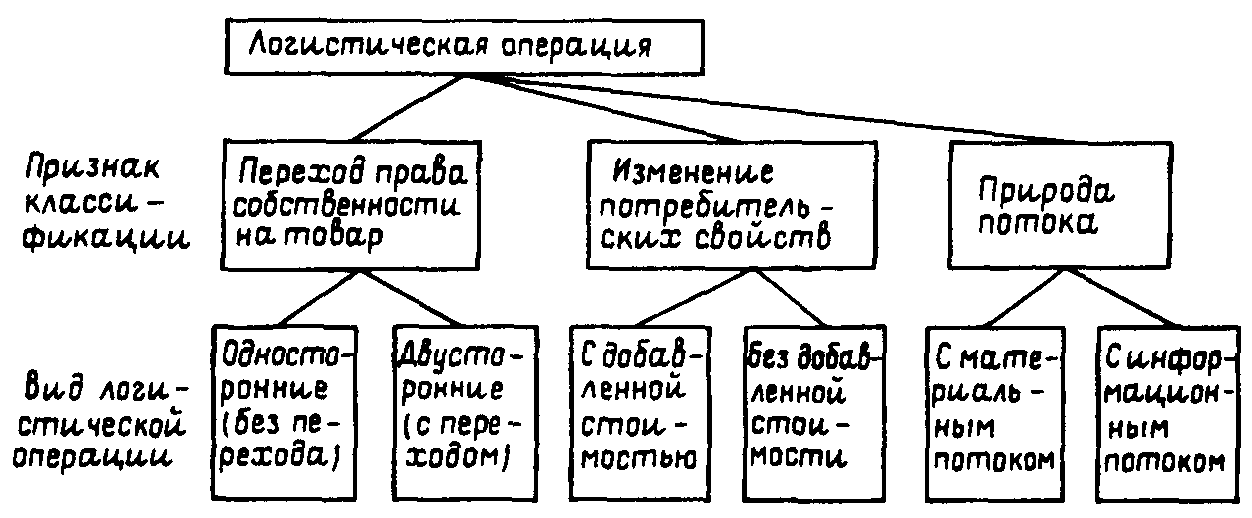 Логистическая операция
Признак
класси-
фикации
Переход права
собственности
на товар
Изменение
потребитель-
ских свойств
Природа
потока
Вид логи-
стической
операции
Односто-
ронние
(без пе-
рехода)
Двусто-
ронние
(с пере-
ходом)
С добав-
ленной
стои-
мостью
Без добав-
ленной
стои-
мости
С мате-
риаль-
ным
потоком
С инфор-
мацион-
ным
потоком